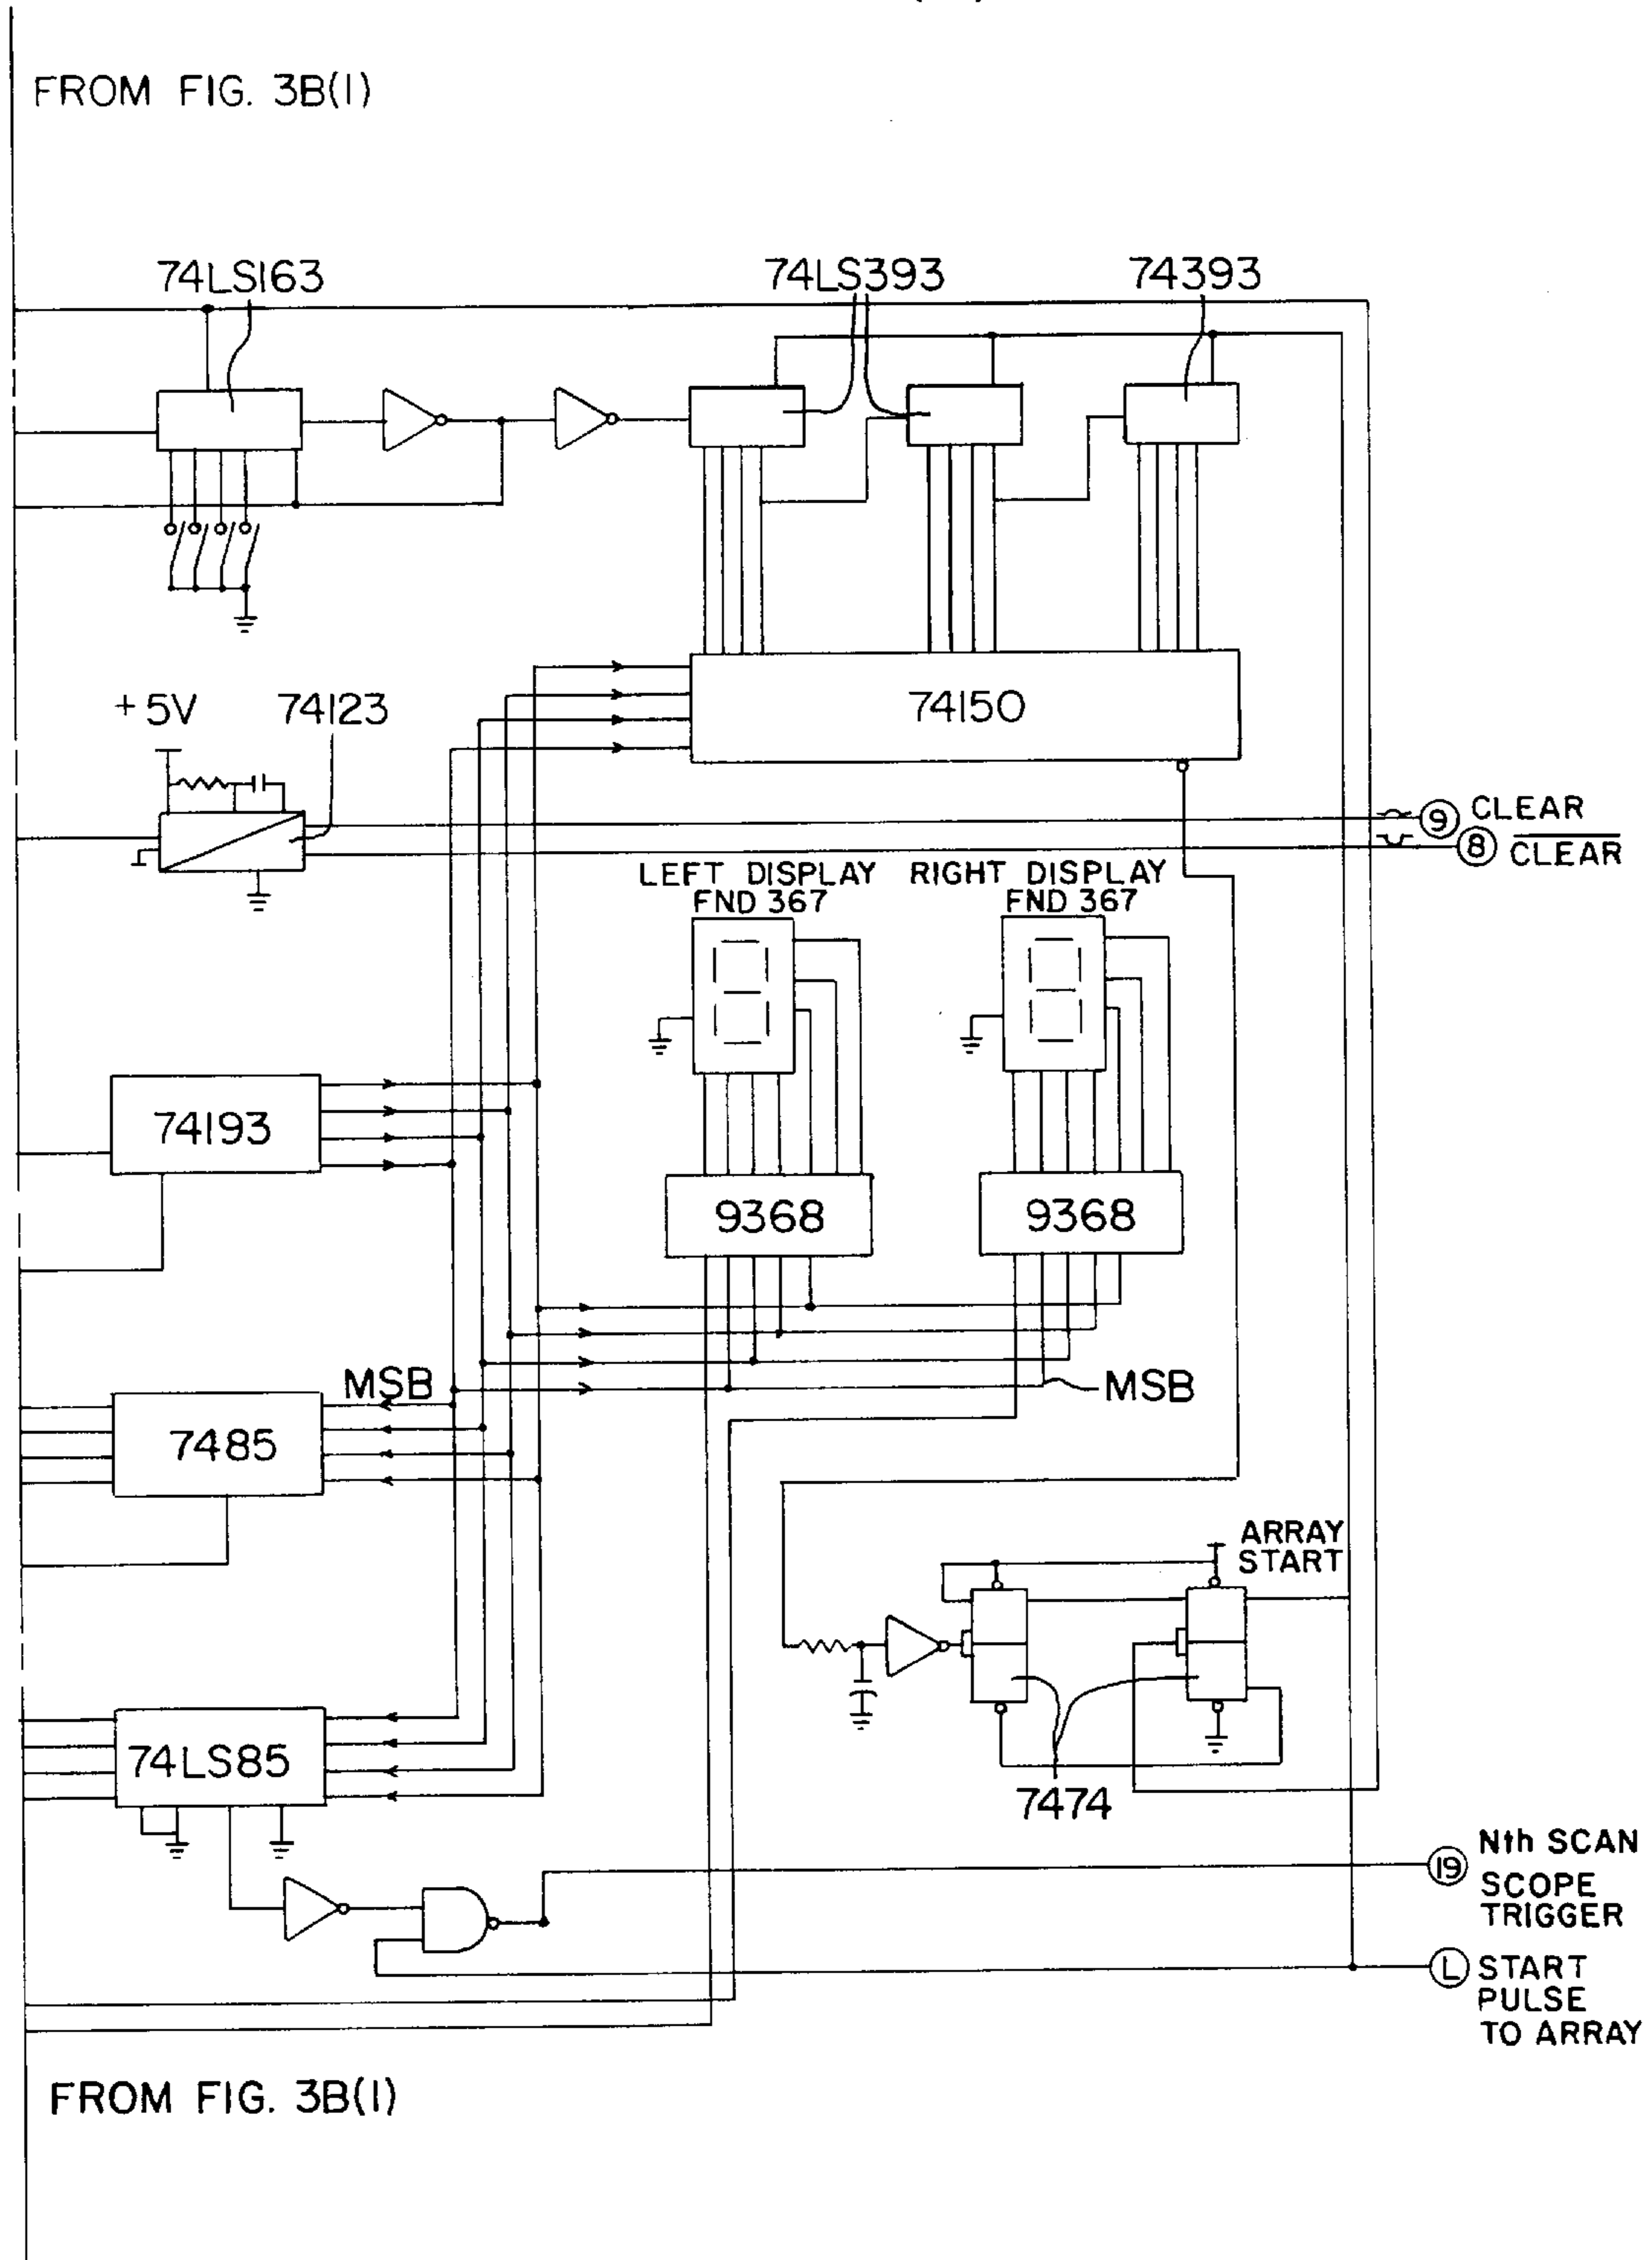 FROM FIG. 3B(1)
74LS163
74LS393
74393
74150
+5V
74123
9 CLEAR
8 CLEAR
LEFT DISPLAY
FND 367
RIGHT DISPLAY
FND 367
74193
9368
9368
MSB
MSB
7485
ARRAY
START
74LS85
7474
19 Nth SCAN
SCOPE
TRIGGER
L START
PULSE
TO ARRAY
FROM FIG. 3B(1)